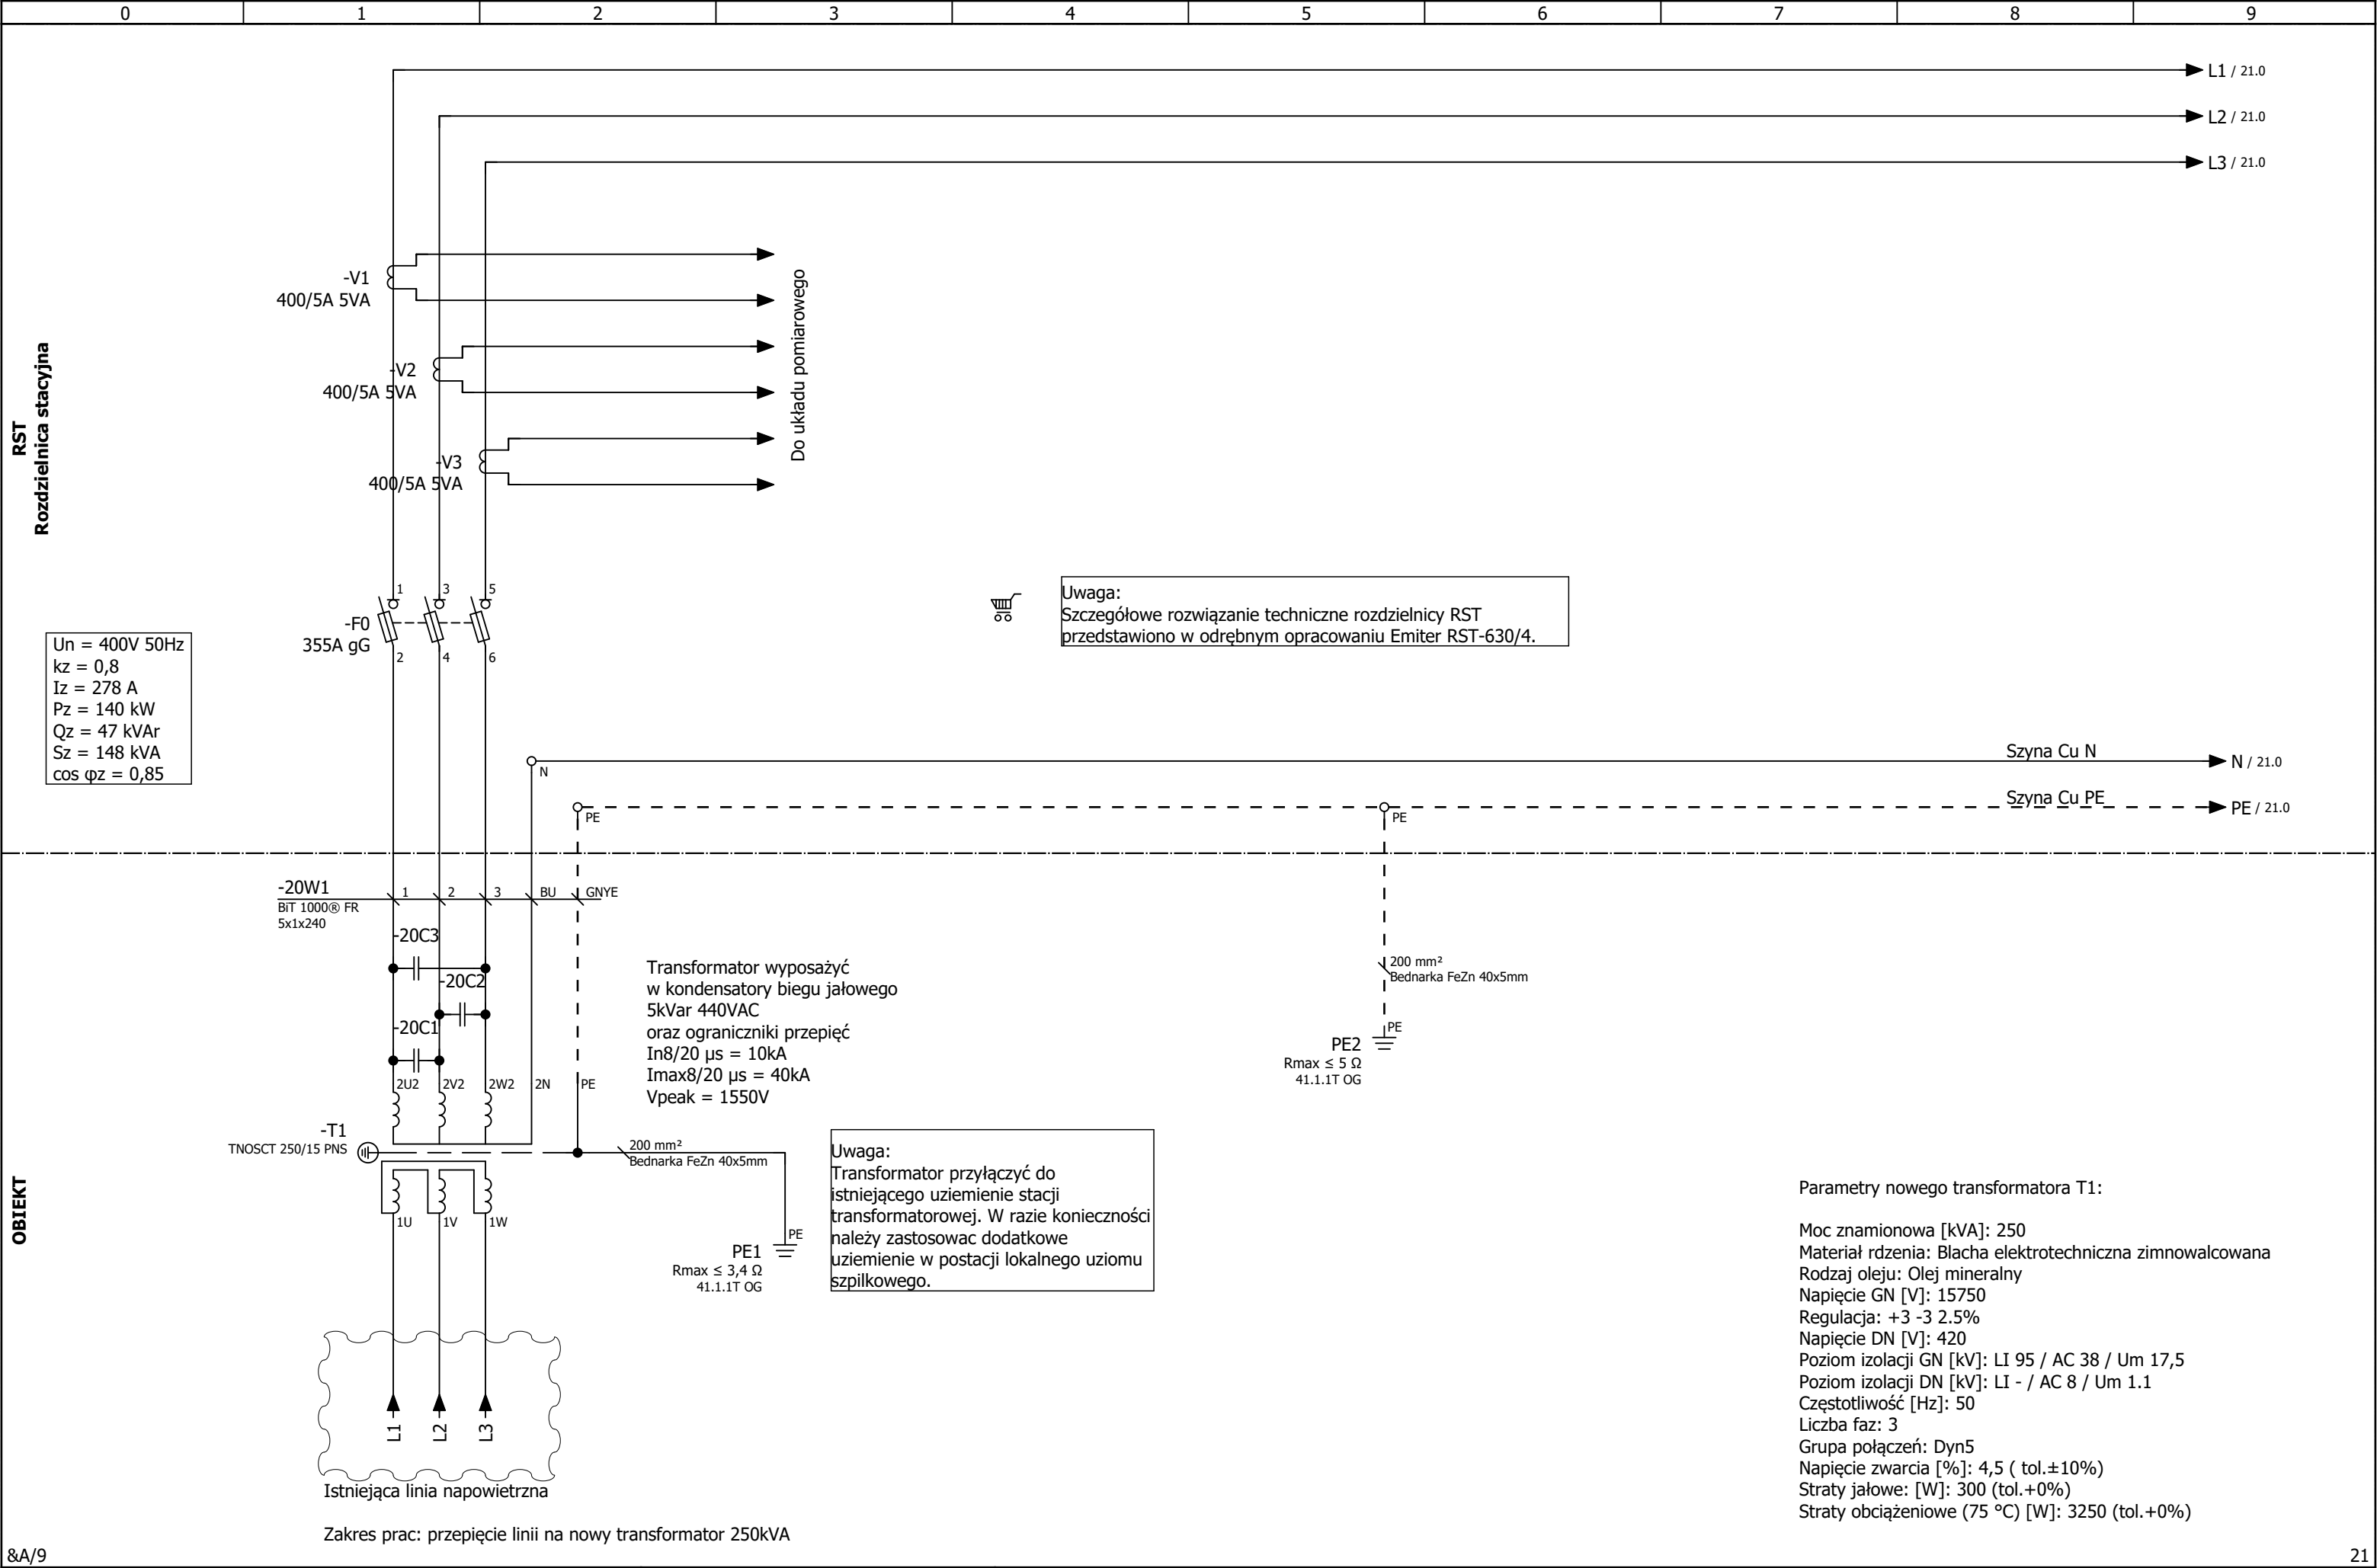 0 1 2 3 4 5 6 7 8 9
L1 / 21.0
L2 / 21.0
L3 / 21.0
-V1
400/5A 5VA
-V2
400/5A 5VA
-V3
400/5A 5VA
Do układu pomiarowego
RST
Rozdzielnica stacyjna
1 3 5
-F0
355A gG
2 4 6
Un = 400V 50Hz
kz = 0,8
Iz = 278 A
Pz = 140 kW
Qz = 47 kVAr
Sz = 148 kVA
cos φz = 0,85
Uwaga:
Szczegółowe rozwiązanie techniczne rozdzielnicy RST
przedstawiono w odrębnym opracowaniu Emiter RST-630/4.
N
Szyna Cu N
N / 21.0
PE
PE
Szyna Cu PE
PE / 21.0
-20W1
BiT 1000® FR
5x1x240
1 2 3 BU GNYE
-20C3
-20C2
-20C1
2U2 2V2 2W2 2N PE
Transformator wyposażyć
w kondensatory biegu jałowego
5kVar 440VAC
oraz ograniczniki przepięć
In8/20 µs = 10kA
Imax8/20 µs = 40kA
Vpeak = 1550V
200 mm²
Bednarka FeZn 40x5mm
PE
PE2
Rmax ≤ 5 Ω
41.1.1T OG
-T1
TNOSCT 250/15 PNS
200 mm²
Bednarka FeZn 40x5mm
1U 1V 1W
PE
PE1
Rmax ≤ 3,4 Ω
41.1.1T OG
Uwaga:
Transformator przyłączyć do
istniejącego uziemienie stacji
transformatorowej. W razie konieczności
należy zastosowac dodatkowe
uziemienie w postaci lokalnego uziomu
szpilkowego.
OBIEKT
L1 L2 L3
Istniejąca linia napowietrzna
Zakres prac: przepięcie linii na nowy transformator 250kVA
Parametry nowego transformatora T1:
Moc znamionowa [kVA]: 250
Materiał rdzenia: Blacha elektrotechniczna zimnowalcowana
Rodzaj oleju: Olej mineralny
Napięcie GN [V]: 15750
Regulacja: +3 -3 2.5%
Napięcie DN [V]: 420
Poziom izolacji GN [kV]: LI 95 / AC 38 / Um 17,5
Poziom izolacji DN [kV]: LI - / AC 8 / Um 1.1
Częstotliwość [Hz]: 50
Liczba faz: 3
Grupa połączeń: Dyn5
Napięcie zwarcia [%]: 4,5 ( tol.±10%)
Straty jałowe: [W]: 300 (tol.+0%)
Straty obciążeniowe (75 °C) [W]: 3250 (tol.+0%)
&A/9
21